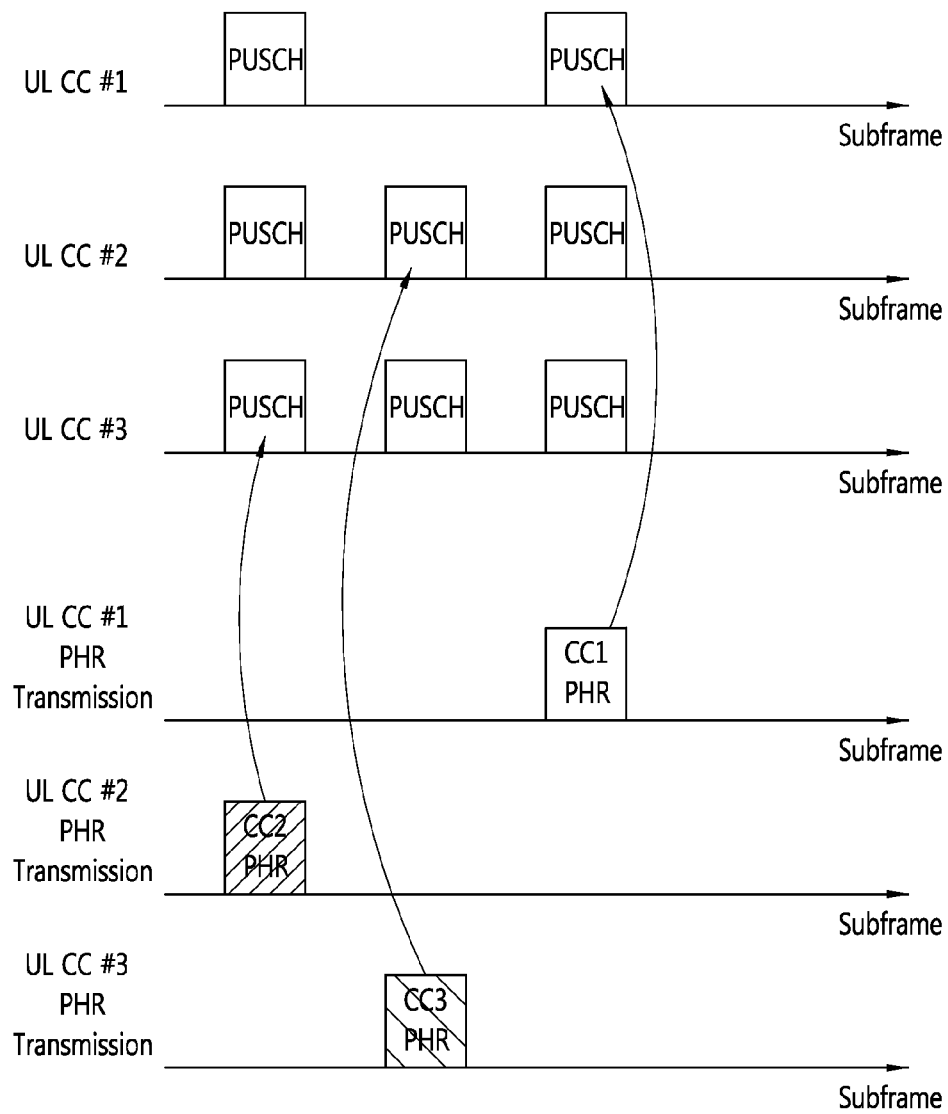 PUSCH PUSCH
UL CC #1
Subframe
PUSCH PUSCH PUSCH
UL CC #2
Subframe
PUSCH PUSCH PUSCH
UL CC #3
Subframe
UL CC #1
PHR
Transmission
CC1
PHR
Subframe
UL CC #2
PHR
Transmission
CC2
PHR
Subframe
UL CC #3
PHR
Transmission
CC3
PHR
Subframe